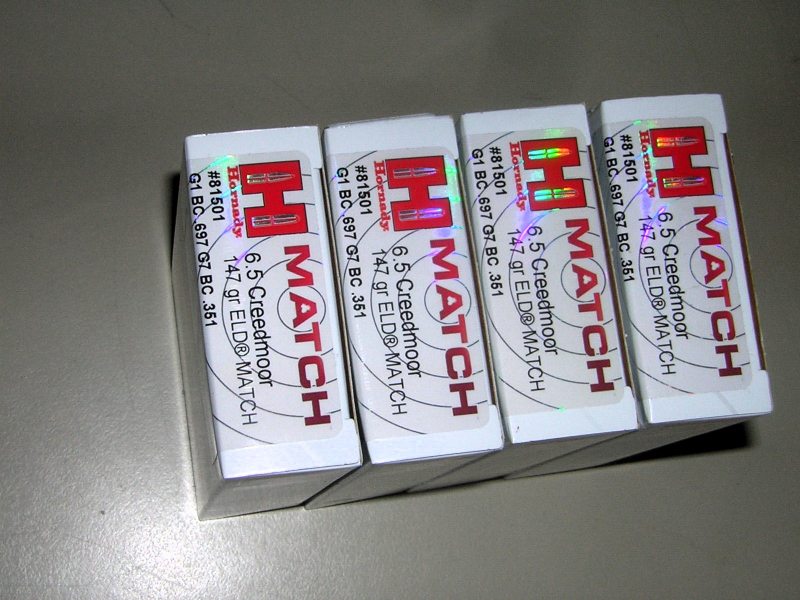 Hornady
MATCH
6.5 Creedmoor
147 gr ELD® MATCH
#81501
G1 BC .697 G7 BC .351
Hornady
MATCH
6.5 Creedmoor
147 gr ELD® MATCH
#81501
G1 BC .697 G7 BC .351
Hornady
MATCH
6.5 Creedmoor
147 gr ELD® MATCH
#81501
G1 BC .697 G7 BC .351
Hornady
MATCH
6.5 Creedmoor
147 gr ELD® MATCH
#81501
G1 BC .697 G7 BC .351